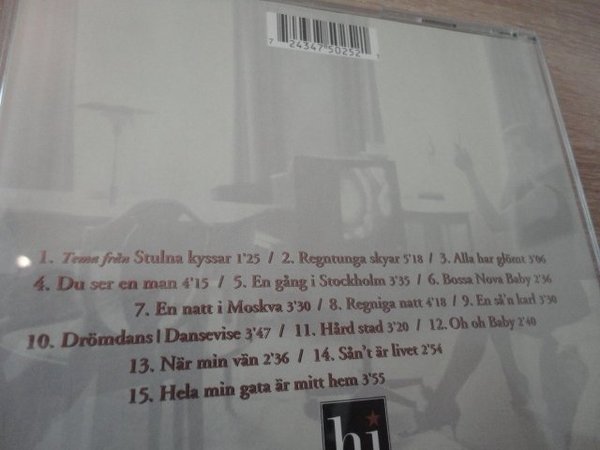 7 24347 50252 1
1. Tema från Stulna kyssar 1'25 / 2. Regntunga skyar 5'18 / 3. Alla har glömt 3'06
4. Du ser en man 4'15 / 5. En gång i Stockholm 3'35 / 6. Bossa Nova Baby 2'36
7. En natt i Moskva 3'30 / 8. Regniga natt 4'18 / 9. En så'n karl 3'30
10. Drömdans | Dansevise 3'47 / 11. Hård stad 3'20 / 12. Oh oh Baby 2'40
13. När min vän 2'36 / 14. Sån't är livet 2'54
15. Hela min gata är mitt hem 3'55
hi